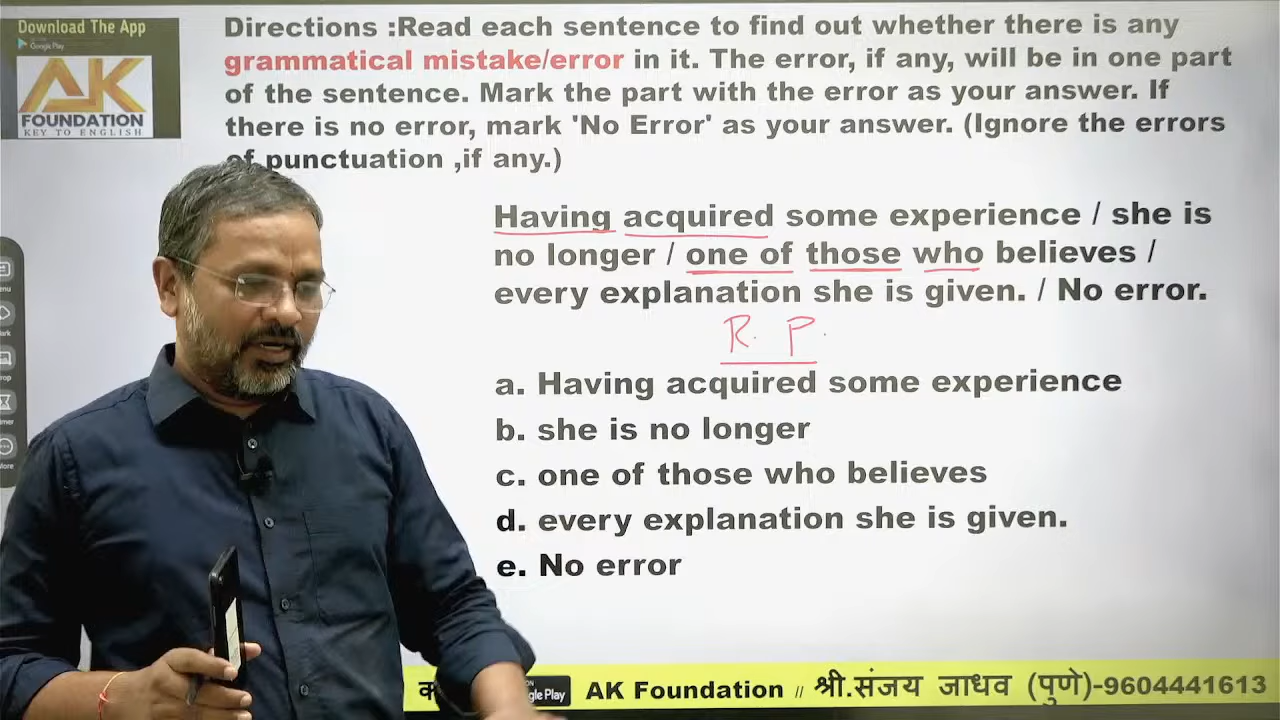 Download The App
Google Play
AK
FOUNDATION
KEY TO ENGLISH
Directions :Read each sentence to find out whether there is any
grammatical mistake/error in it. The error, if any, will be in one part
of the sentence. Mark the part with the error as your answer. If
there is no error, mark 'No Error' as your answer. (Ignore the errors
of punctuation ,if any.)
Having acquired some experience / she is
no longer / one of those who believes /
every explanation she is given. / No error.
R. P.
a. Having acquired some experience
b. she is no longer
c. one of those who believes
d. every explanation she is given.
e. No error
gle Play AK Foundation // श्री.संजय जाधव (पुणे)-9604441613